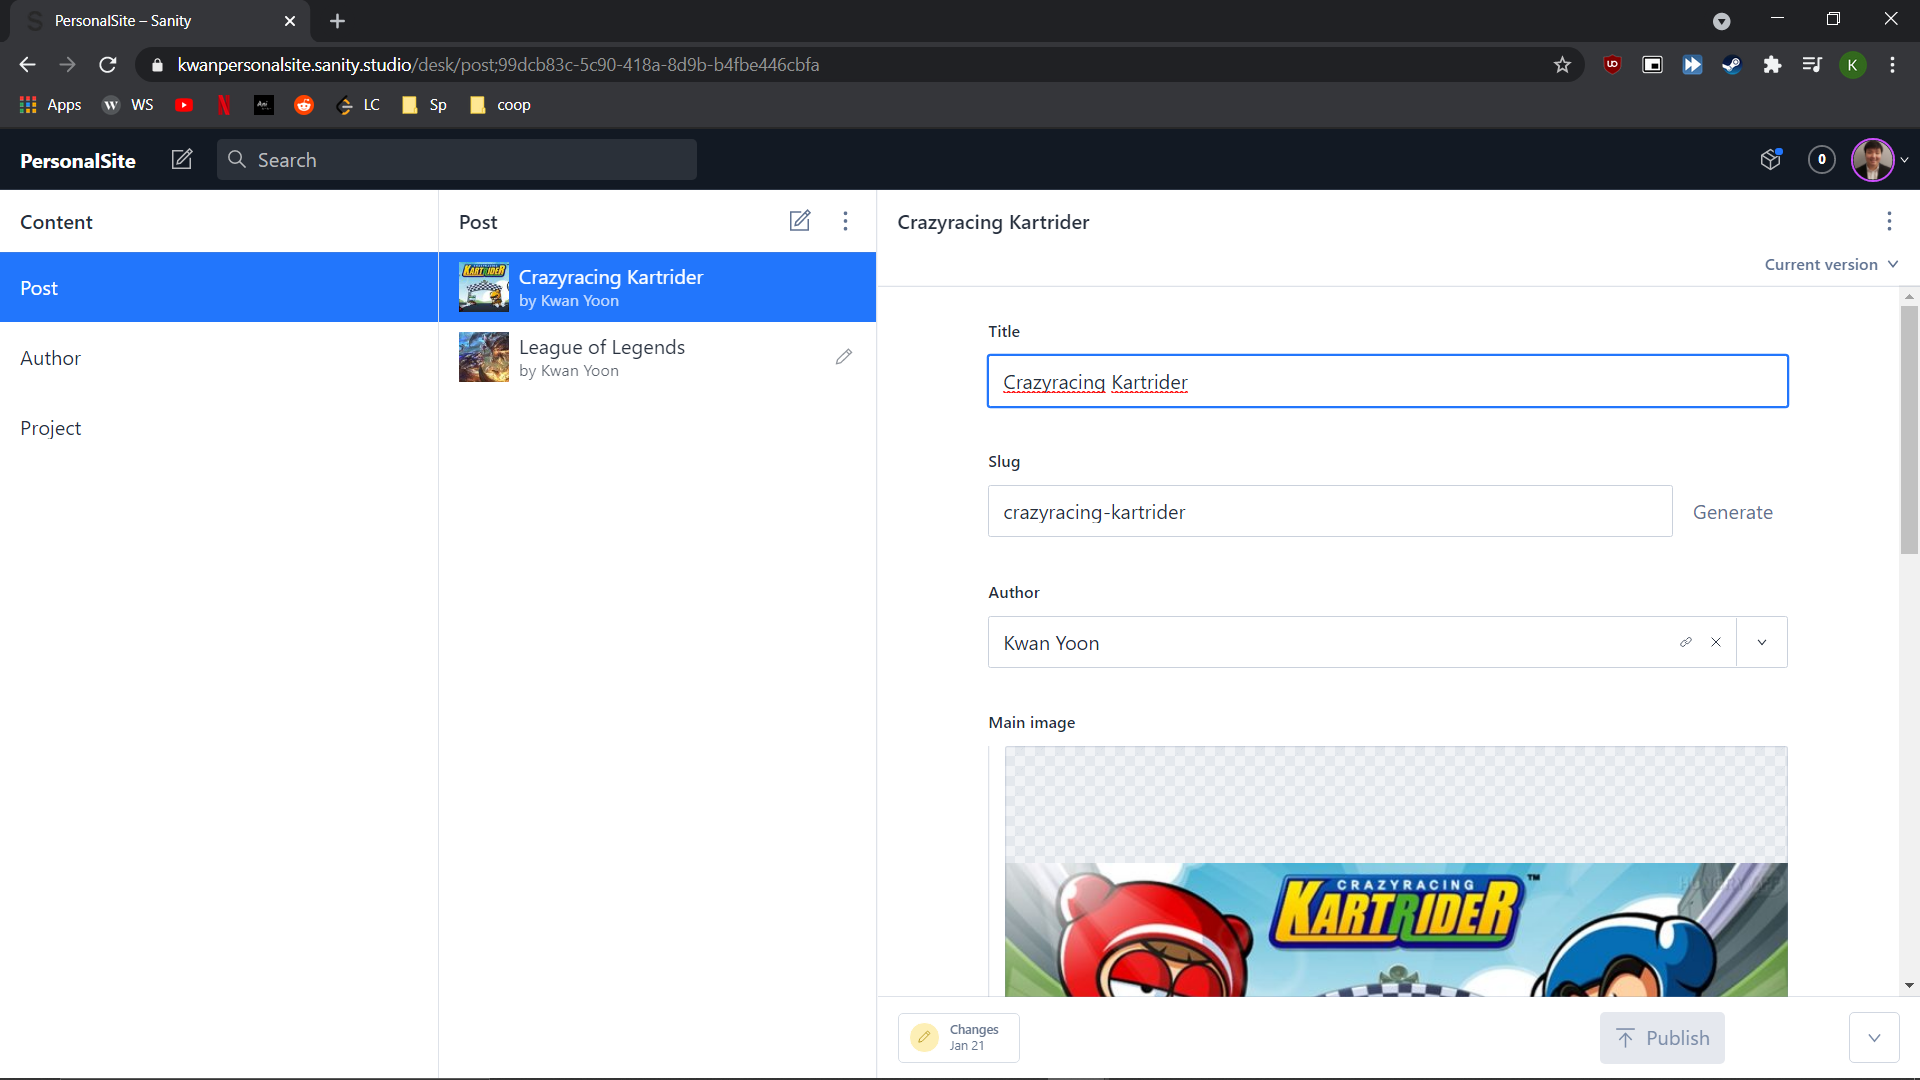 PersonalSite – Sanity
kwanpersonalsite.sanity.studio/desk/post;99dcb83c-5c90-418a-8d9b-b4fbe446cbfa
K
Apps
WS
LC
Sp
coop
PersonalSite
Search
0
Content
Post
Crazyracing Kartrider
Current version
Post
Author
Project
Crazyracing Kartrider
by Kwan Yoon
League of Legends
by Kwan Yoon
Title
Crazyracing Kartrider
Slug
crazyracing-kartrider
Generate
Author
Kwan Yoon
Main image
CRAZYRACING
KARTRIDER™
Changes
Jan 21
Publish